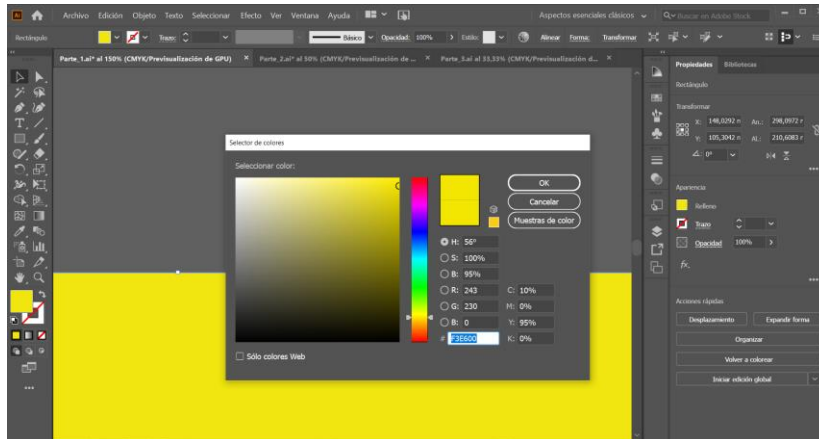 Archivo Edición Objeto Texto Seleccionar Efecto Ver Ventana Ayuda
Aspectos esenciales clásicos
Buscar en Adobe Stock
Rectángulo
Trazo:
Básico
Opacidad: 100%
Estilo:
Alinear Forma: Transformar
Parte_1.ai* al 150% (CMYK/Previsualización de GPU) ×
Parte_2.ai* al 50% (CMYK/Previsualización de ... ×
Parte_3.ai al 33,33% (CMYK/Previsualización d... ×
Selector de colores
Seleccionar color:
OK
Cancelar
Muestras de color
H: 56°
S: 100%
B: 95%
R: 243 C: 10%
G: 230 M: 0%
B: 0 Y: 95%
# F3E600 K: 0%
Sólo colores Web
Propiedades Bibliotecas
Rectángulo
Transformar
X: 148,0292 An.: 298,0972
Y: 105,3042 Al.: 210,6083
0°
Apariencia
Relleno
Trazo
Opacidad 100%
fx.
Acciones rápidas
Desplazamiento Expandir forma
Organizar
Volver a colorear
Iniciar edición global